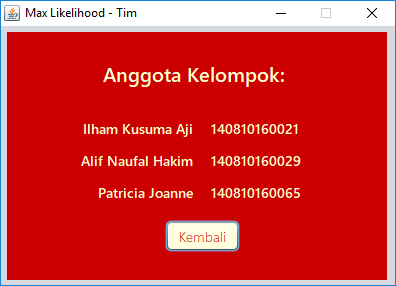 Max Likelihood - Tim
Anggota Kelompok:
Ilham Kusuma Aji 140810160021
Alif Naufal Hakim 140810160029
Patricia Joanne 140810160065
Kembali